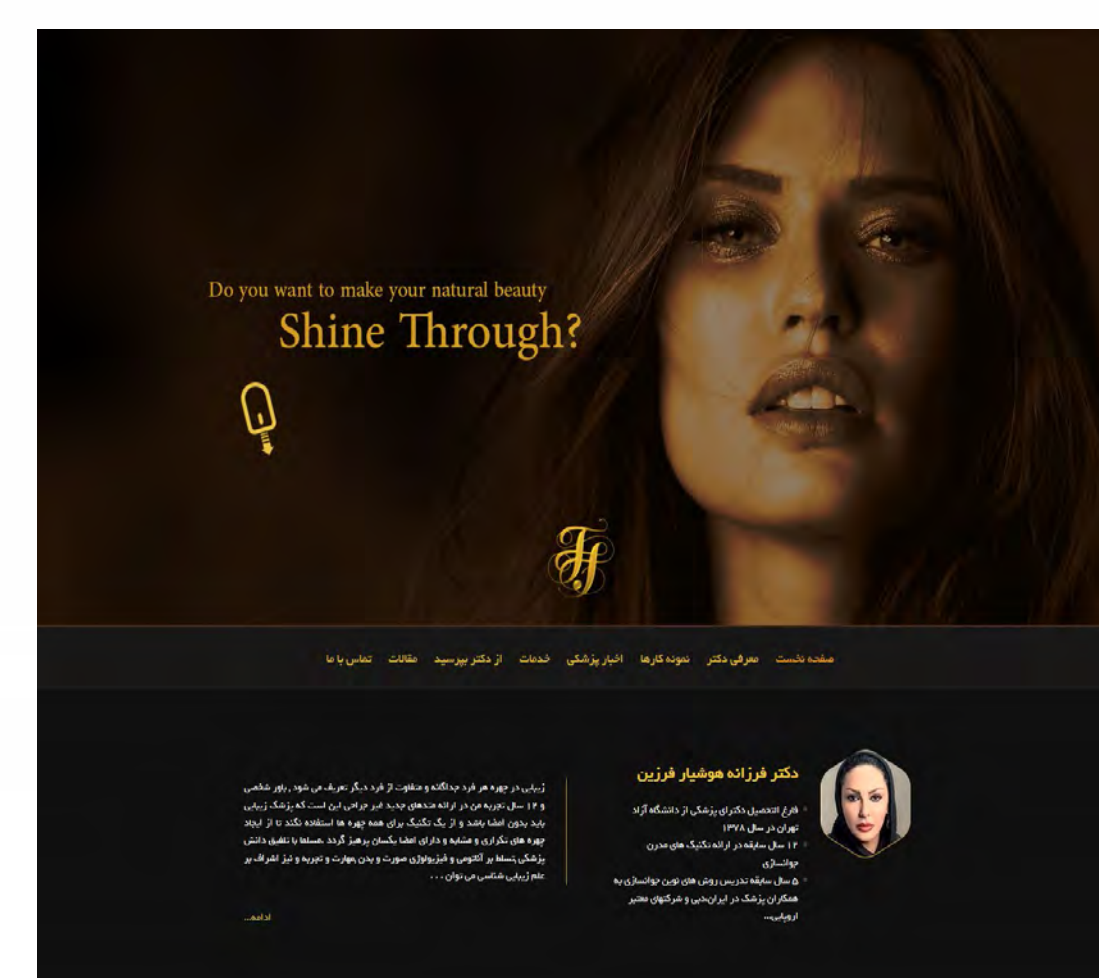 Do you want to make your natural beauty
Shine Through?
صفحه نخست معرفی دکتر نمونه کارها اخبار پزشکی خدمات از دکتر بپرسید مقالات تماس با ما
دکتر فرزانه هوشیار فرزین
فارغ التحصیل دکترای پزشکی از دانشگاه آزاد
تهران در سال ۱۳۷۸
۱۲ سال سابقه در ارائه تکنیک های مدرن
جوانسازی
۵ سال سابقه تدریس روش های نوین جوانسازی به
همکاران پزشک در ایران،دبی و شرکتهای معتبر
اروپایی...
زیبایی در چهره هر فرد جداگانه و متفاوت از فرد دیگر تعریف می شود , باور شخصی
و ۱۲ سال تجربه من در ارائه متدهای جدید غیر جراحی این است که پزشک زیبایی
باید بدون امضا باشد و از یک تکنیک برای همه چهره ها استفاده نکند تا از ایجاد
چهره های تکراری و مشابه و دارای امضا یکسان پرهیز گردد .مسلما با تلفیق دانش
پزشکی ,تسلط بر آناتومی و فیزیولوژی صورت و بدن ,مهارت و تجربه و نیز اشراف بر
علم زیبایی شناسی می توان . . .
ادامه...